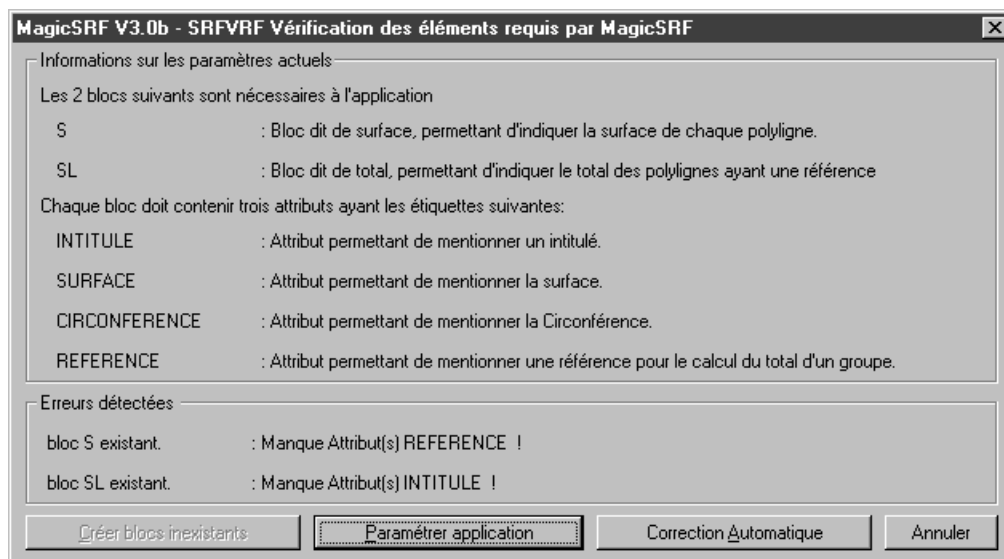 MagicSRF V3.0b - SRFVRF Vérification des éléments requis par MagicSRF
Informations sur les paramètres actuels
Les 2 blocs suivants sont nécessaires à l'application
S : Bloc dit de surface, permettant d'indiquer la surface de chaque polyligne.
SL : Bloc dit de total, permettant d'indiquer le total des polylignes ayant une référence
Chaque bloc doit contenir trois attributs ayant les étiquettes suivantes:
INTITULE : Attribut permettant de mentionner un intitulé.
SURFACE : Attribut permettant de mentionner la surface.
CIRCONFERENCE : Attribut permettant de mentionner la Circonférence.
REFERENCE : Attribut permettant de mentionner une référence pour le calcul du total d'un groupe.
Erreurs détectées
bloc S existant. : Manque Attribut(s) REFERENCE !
bloc SL existant. : Manque Attribut(s) INTITULE !
Créer blocs inexistants Paramétrer application Correction Automatique Annuler